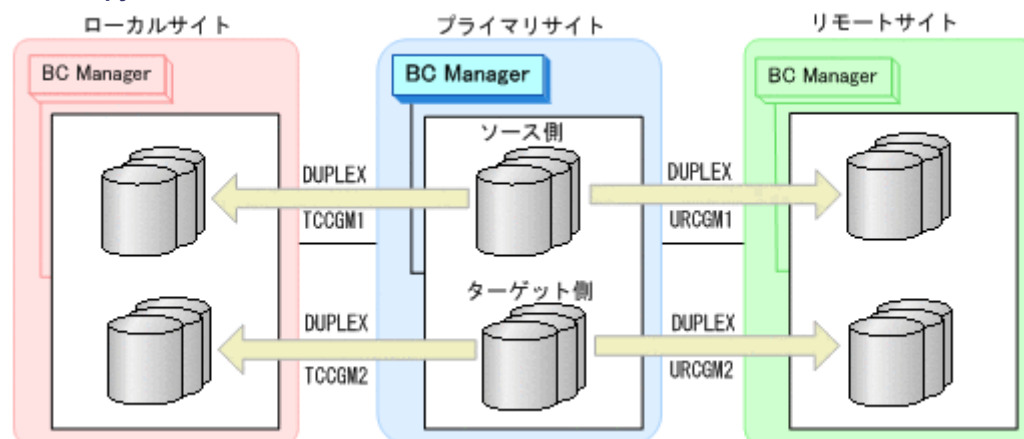 ローカルサイト
プライマリサイト
リモートサイト
BC Manager
BC Manager
BC Manager
ソース側
DUPLEX
DUPLEX
TCCGM1
URCGM1
ターゲット側
DUPLEX
DUPLEX
TCCGM2
URCGM2